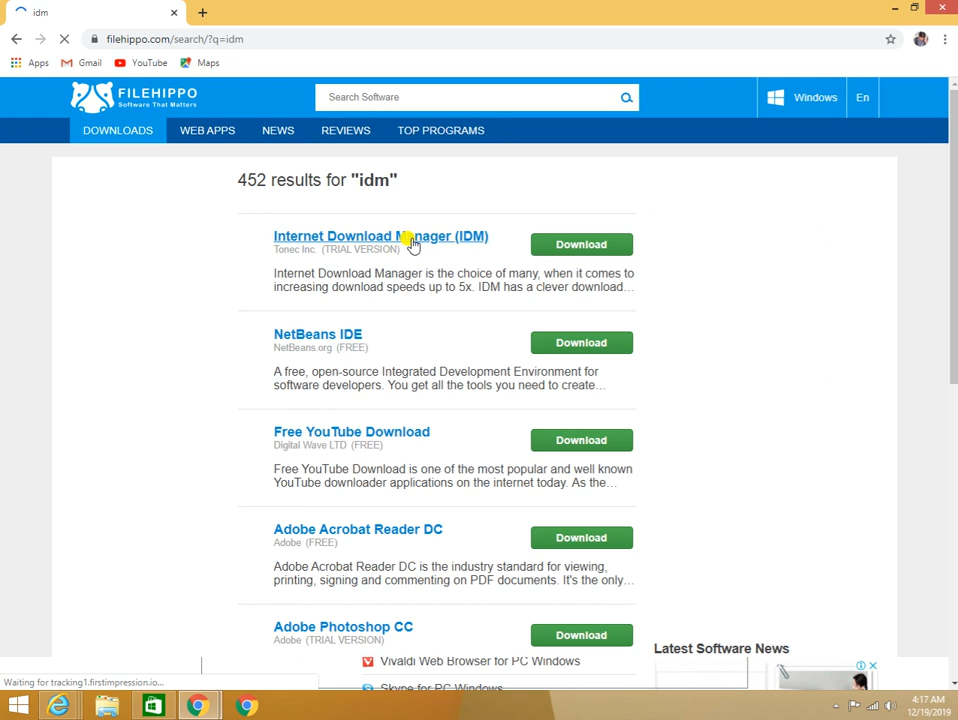 idm
filehippo.com/search/?q=idm
Apps
Gmail
YouTube
Maps
FILEHIPPO
Software That Matters
Search Software
Windows
En
DOWNLOADS
WEB APPS
NEWS
REVIEWS
TOP PROGRAMS
452 results for "idm"
Internet Download Manager (IDM)
Tonec Inc. (TRIAL VERSION)
Download
Internet Download Manager is the choice of many, when it comes to
increasing download speeds up to 5x. IDM has a clever download...
NetBeans IDE
NetBeans.org (FREE)
Download
A free, open-source Integrated Development Environment for
software developers. You get all the tools you need to create...
Free YouTube Download
Digital Wave LTD (FREE)
Download
Free YouTube Download is one of the most popular and well known
YouTube downloader applications on the internet today. As the...
Adobe Acrobat Reader DC
Adobe (FREE)
Download
Adobe Acrobat Reader DC is the industry standard for viewing,
printing, signing and commenting on PDF documents. It's the only...
Adobe Photoshop CC
Adobe (TRIAL VERSION)
Download
Latest Software News
Vivaldi Web Browser for PC Windows
Skype for PC Windows
Waiting for tracking1.firstimpression.io...
4:17 AM
12/19/2019